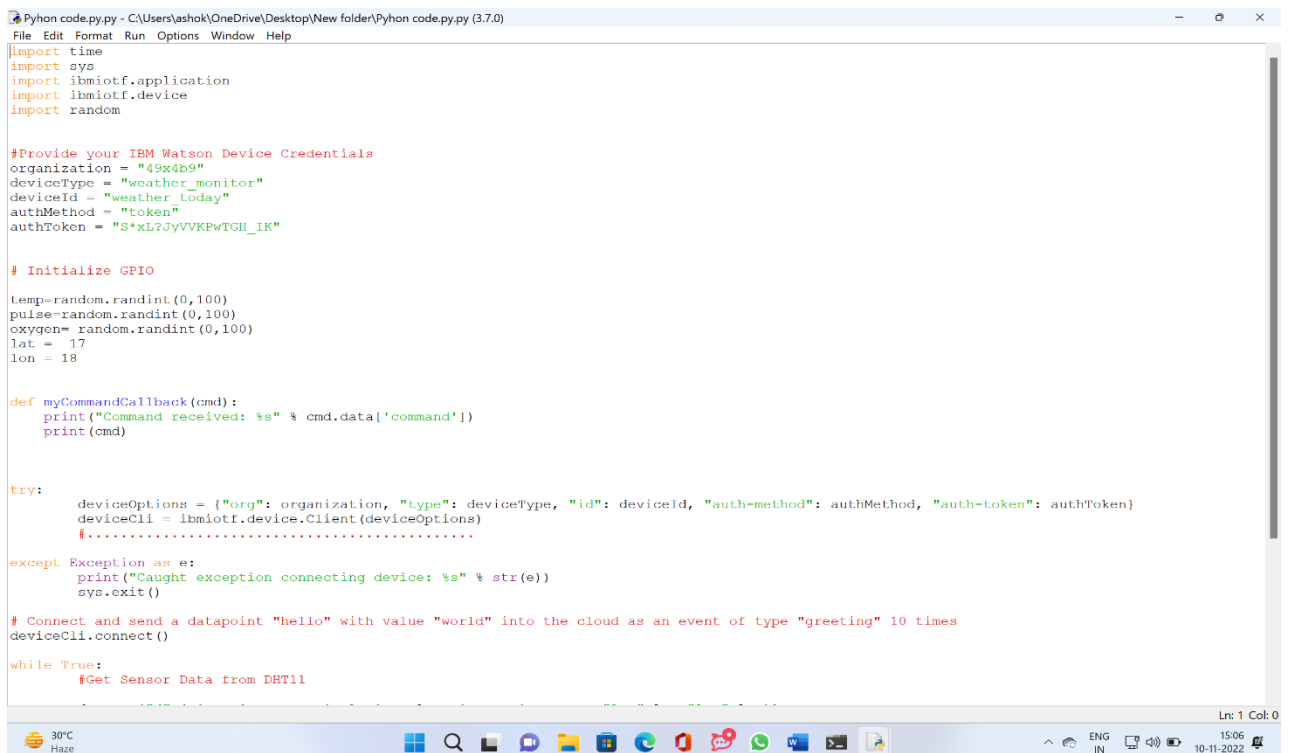 Pyhon code.py.py - C:\Users\ashok\OneDrive\Desktop\New folder\Pyhon code.py.py (3.7.0)
File Edit Format Run Options Window Help
import time
import sys
import ibmiotf.application
import ibmiotf.device
import random
#Provide your IBM Watson Device Credentials
organization = "49x4b9"
deviceType = "weather_monitor"
deviceId = "weather_today"
authMethod = "token"
authToken = "S*xL?JyVVKPwTGH_IK"
# Initialize GPIO
temp=random.randint(0,100)
pulse=random.randint(0,100)
oxygen= random.randint(0,100)
lat =  17
lon = 18
def myCommandCallback(cmd):
    print("Command received: %s" % cmd.data['command'])
    print(cmd)
try:
        deviceOptions = {"org": organization, "type": deviceType, "id": deviceId, "auth-method": authMethod, "auth-token": authToken}
        deviceCli = ibmiotf.device.Client(deviceOptions)
        #..............................................
except Exception as e:
        print("Caught exception connecting device: %s" % str(e))
        sys.exit()
# Connect and send a datapoint "hello" with value "world" into the cloud as an event of type "greeting" 10 times
deviceCli.connect()
while True:
        #Get Sensor Data from DHT11
Ln: 1 Col: 0
30°C
Haze
ENG
IN
15:06
10-11-2022